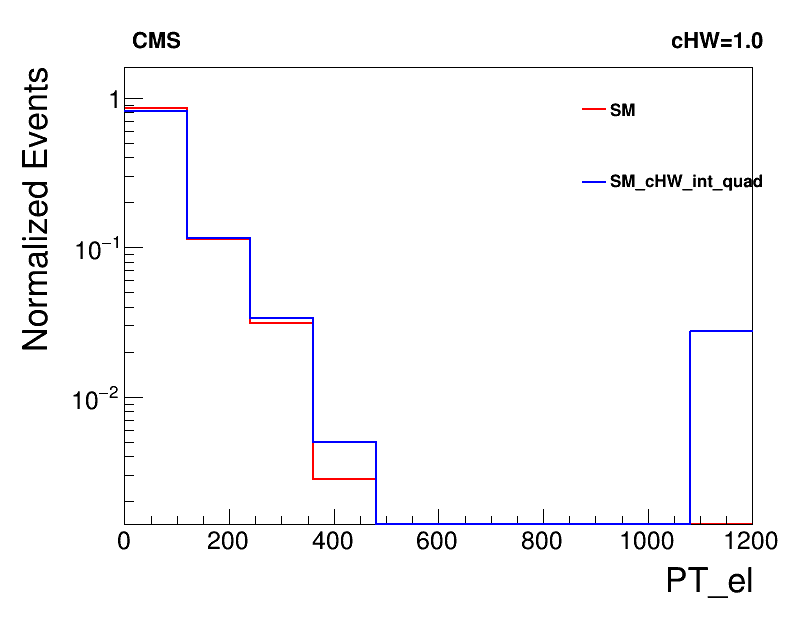 CMS
cHW=1.0
Normalized Events
SM
SM_cHW_int_quad
1
10⁻¹
10⁻²
0 200 400 600 800 1000 1200
PT_el